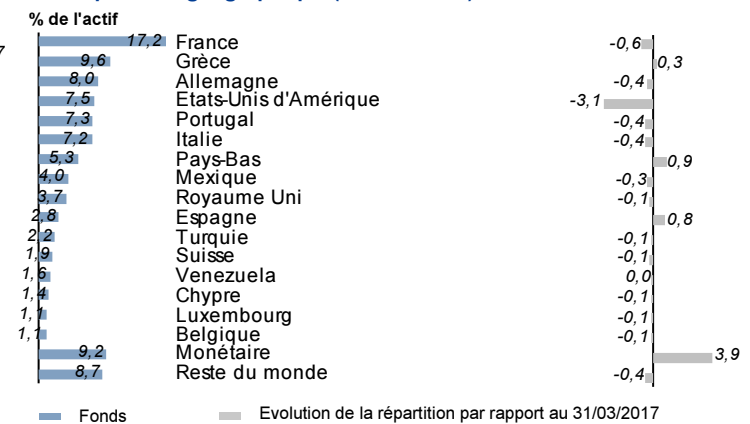 % de l'actif
17,2 France -0,6
9,6 Grèce 0,3
8,0 Allemagne -0,4
7,5 Etats-Unis d'Amérique -3,1
7,3 Portugal -0,4
7,2 Italie -0,4
5,3 Pays-Bas 0,9
4,0 Mexique -0,3
3,7 Royaume Uni -0,1
2,8 Espagne 0,8
2,2 Turquie -0,1
1,9 Suisse -0,1
1,6 Venezuela 0,0
1,4 Chypre -0,1
1,1 Luxembourg -0,1
1,1 Belgique -0,1
9,2 Monétaire 3,9
8,7 Reste du monde -0,4
Fonds Evolution de la répartition par rapport au 31/03/2017